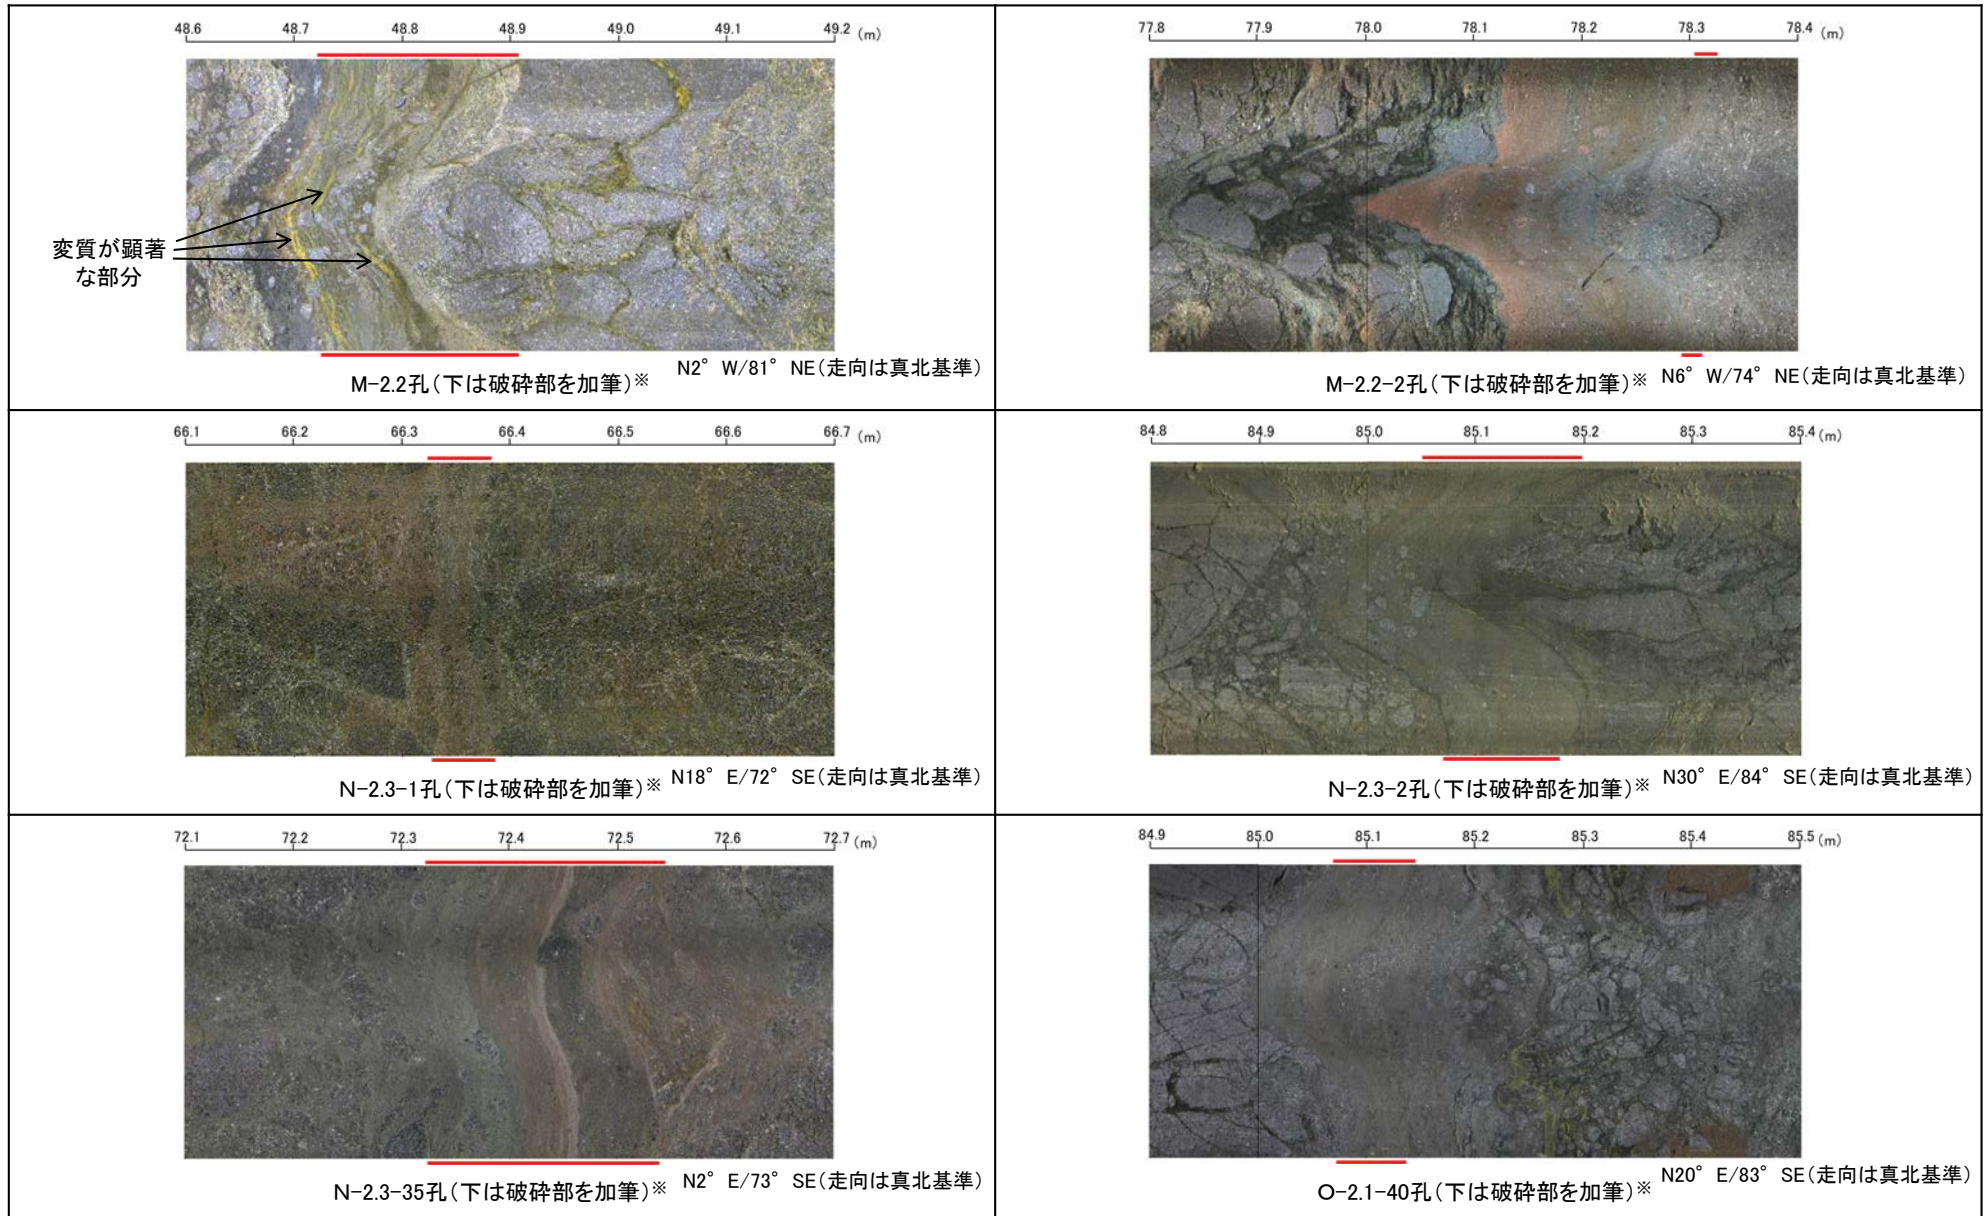 48.6 48.7 48.8 48.9 49.0 49.1 49.2 (m)
変質が顕著
な部分
N2° W/81° NE(走向は真北基準)
M-2.2孔(下は破砕部を加筆)※
77.8 77.9 78.0 78.1 78.2 78.3 78.4 (m)
M-2.2-2孔(下は破砕部を加筆)※ N6° W/74° NE(走向は真北基準)
66.1 66.2 66.3 66.4 66.5 66.6 66.7 (m)
N-2.3-1孔(下は破砕部を加筆)※ N18° E/72° SE(走向は真北基準)
84.8 84.9 85.0 85.1 85.2 85.3 85.4 (m)
N-2.3-2孔(下は破砕部を加筆)※ N30° E/84° SE(走向は真北基準)
72.1 72.2 72.3 72.4 72.5 72.6 72.7 (m)
N-2.3-35孔(下は破砕部を加筆)※ N2° E/73° SE(走向は真北基準)
84.9 85.0 85.1 85.2 85.3 85.4 85.5 (m)
N20° E/83° SE(走向は真北基準)
O-2.1-40孔(下は破砕部を加筆)※